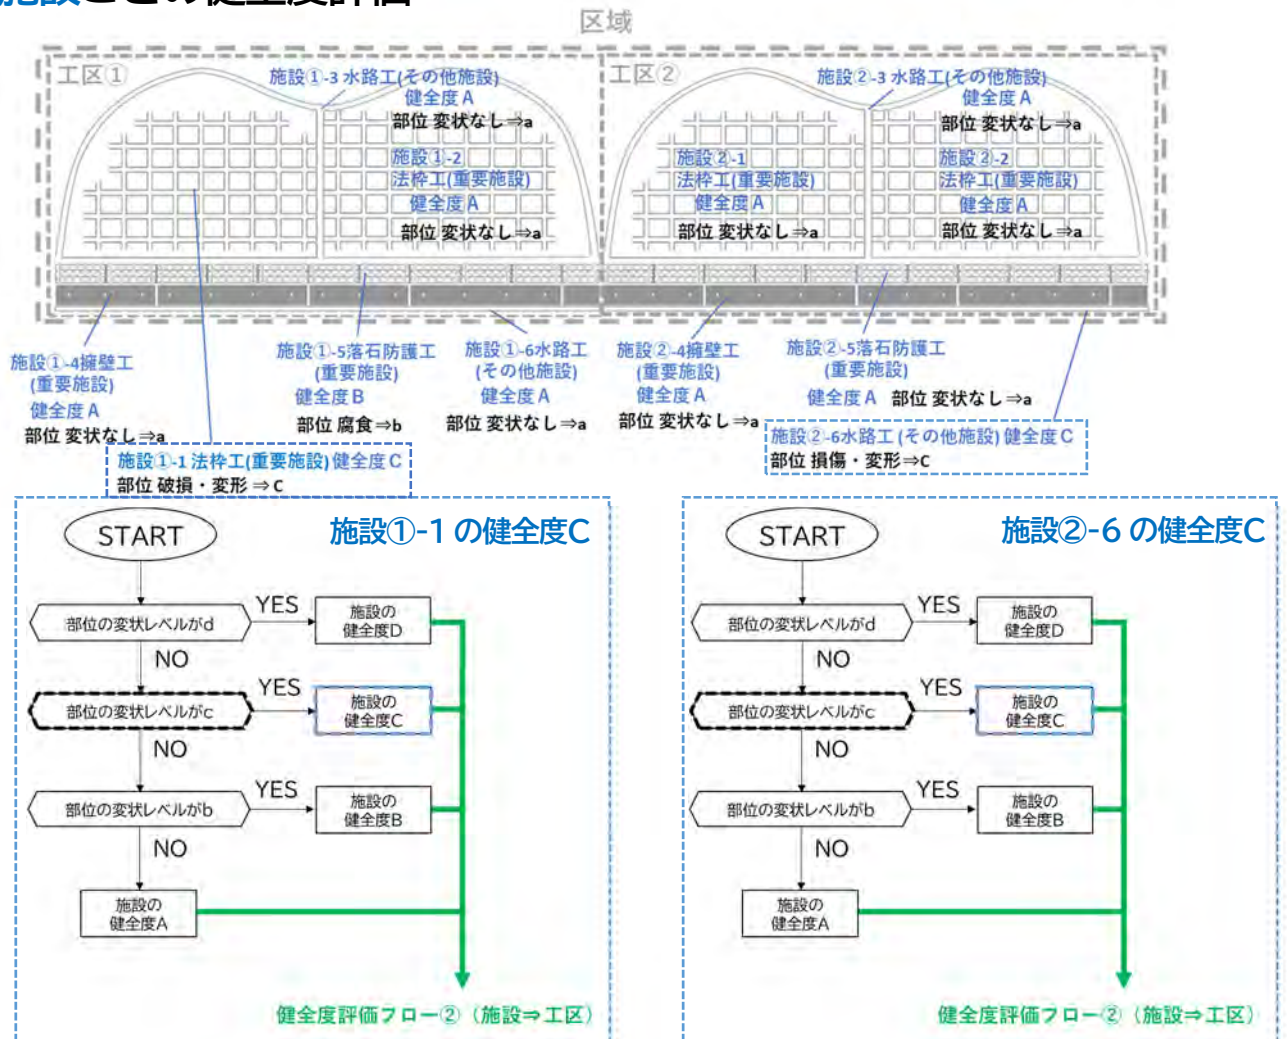 施設ごとの健全度評価
区域
工区①
施設①-3 水路工(その他施設)
健全度 A
部位 変状なし⇒a
施設①-2
法枠工(重要施設)
健全度A
部位 変状なし⇒a
工区②
施設②-3 水路工(その他施設)
健全度 A
部位 変状なし⇒a
施設②-1
法枠工(重要施設)
健全度A
部位 変状なし⇒a
施設②-2
法枠工(重要施設)
健全度A
部位 変状なし⇒a
施設①-4擁壁工
(重要施設)
健全度 A
部位 変状なし⇒a
施設①-5落石防護工
(重要施設)
健全度 B
部位 腐食⇒b
施設①-6水路工
(その他施設)
健全度 A
部位 変状なし⇒a
施設②-4擁壁工
(重要施設)
健全度 A
部位 変状なし⇒a
施設②-5落石防護工
(重要施設)
健全度 A 部位 変状なし⇒a
施設①-1 法枠工(重要施設)健全度 C
部位 破損・変形 ⇒ C
施設②-6水路工 (その他施設) 健全度 C
部位 損傷・変形⇒C
施設①-1 の健全度C
START
部位の変状レベルがd
YES
施設の
健全度D
NO
部位の変状レベルがc
YES
施設の
健全度C
NO
部位の変状レベルがb
YES
施設の
健全度B
NO
施設の
健全度A
健全度評価フロー② (施設⇒工区)
施設②-6 の健全度C
START
部位の変状レベルがd
YES
施設の
健全度D
NO
部位の変状レベルがc
YES
施設の
健全度C
NO
部位の変状レベルがb
YES
施設の
健全度B
NO
施設の
健全度A
健全度評価フロー② (施設⇒工区)